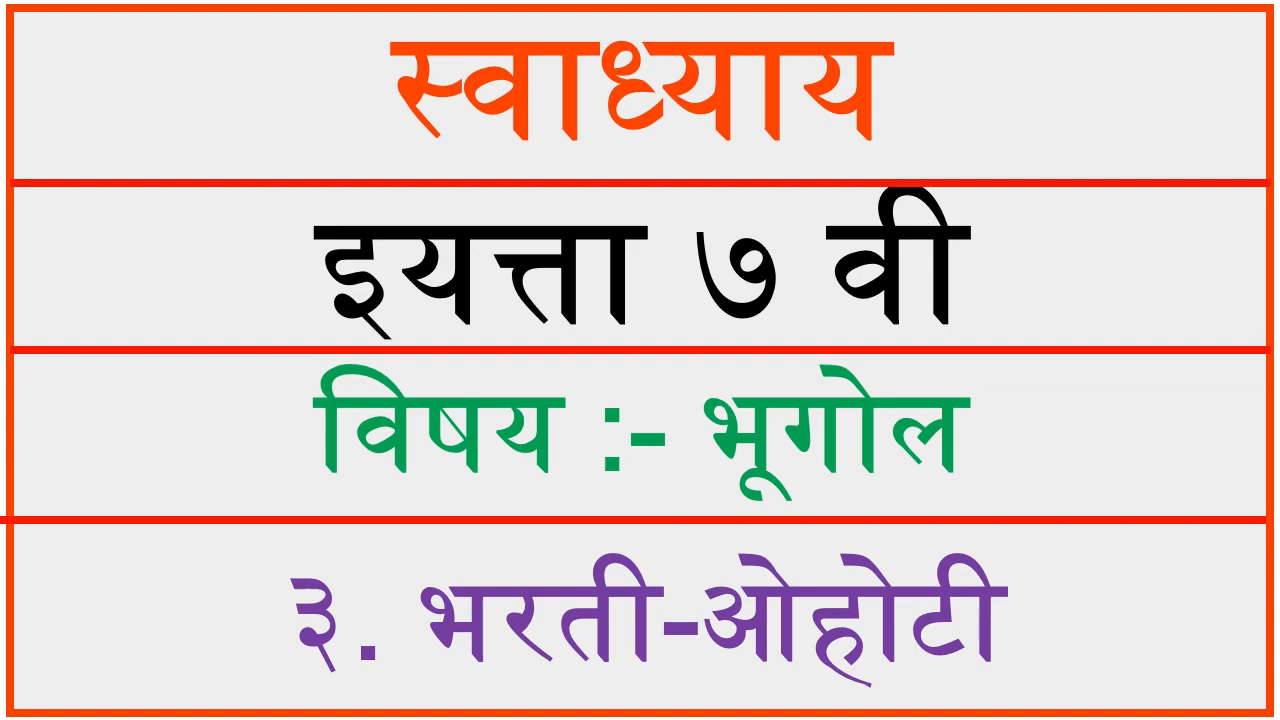 स्वाध्याय
इयत्ता ७ वी
विषय :- भूगोल
३. भरती-ओहोटी